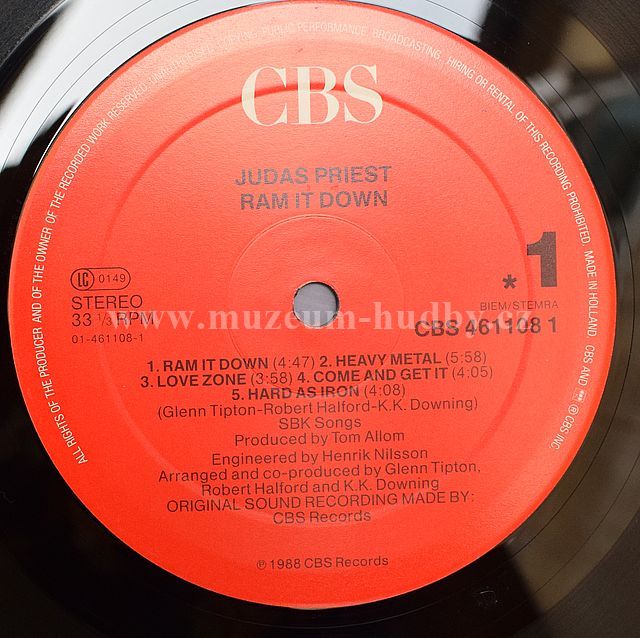 ALL RIGHTS OF THE PRODUCER AND OF THE OWNER OF THE RECORDED WORK RESERVED. UNAUTHORISED COPYING, PUBLIC PERFORMANCE, BROADCASTING, HIRING OR RENTAL OF THIS RECORDING PROHIBITED. MADE IN HOLLAND. CBS AND ® CBS INC.
CBS
JUDAS PRIEST
RAM IT DOWN
LC 0149
STEREO
33 1/3 RPM
01-461108-1
* 1
BIEM/STEMRA
CBS 461108 1
www.muzeum-hudby.cz
1. RAM IT DOWN (4:47) 2. HEAVY METAL (5:58)
3. LOVE ZONE (3:58) 4. COME AND GET IT (4:05)
5. HARD AS IRON (4:08)
(Glenn Tipton-Robert Halford-K.K. Downing)
SBK Songs
Produced by Tom Allom
Engineered by Henrik Nilsson
Arranged and co-produced by Glenn Tipton,
Robert Halford and K.K. Downing
ORIGINAL SOUND RECORDING MADE BY:
CBS Records
℗ 1988 CBS Records